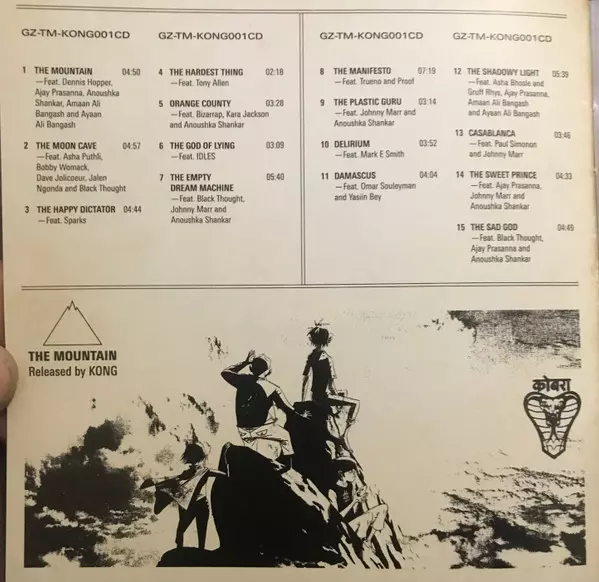 GZ-TM-KONG001CD
1 THE MOUNTAIN 04:50
—Feat. Dennis Hopper,
Ajay Prasanna, Anoushka
Shankar, Amaan Ali
Bangash and Ayaan
Ali Bangash
2 THE MOON CAVE 04:57
—Feat. Asha Puthli,
Bobby Womack,
Dave Jolicoeur, Jalen
Ngonda and Black Thought
3 THE HAPPY DICTATOR 04:44
—Feat. Sparks
GZ-TM-KONG001CD
4 THE HARDEST THING 02:18
—Feat. Tony Allen
5 ORANGE COUNTY 03:28
—Feat. Bizarrap, Kara Jackson
and Anoushka Shankar
6 THE GOD OF LYING 03:09
—Feat. IDLES
7 THE EMPTY 05:40
DREAM MACHINE
—Feat. Black Thought,
Johnny Marr and
Anoushka Shankar
GZ-TM-KONG001CD
8 THE MANIFESTO 07:19
—Feat. Trueno and Proof
9 THE PLASTIC GURU 03:14
—Feat. Johnny Marr and
Anoushka Shankar
10 DELIRIUM 03:52
—Feat. Mark E Smith
11 DAMASCUS 04:04
—Feat. Omar Souleyman
and Yasiin Bey
GZ-TM-KONG001CD
12 THE SHADOWY LIGHT 05:39
—Feat. Asha Bhosle and
Gruff Rhys, Ajay Prasanna,
Amaan Ali Bangash
and Ayaan Ali Bangash
13 CASABLANCA 03:46
—Feat. Paul Simonon
and Johnny Marr
14 THE SWEET PRINCE 04:33
—Feat. Ajay Prasanna,
Johnny Marr and
Anoushka Shankar
15 THE SAD GOD 04:49
—Feat. Black Thought,
Ajay Prasanna and
Anoushka Shankar
THE MOUNTAIN
Released by KONG
कोबरा